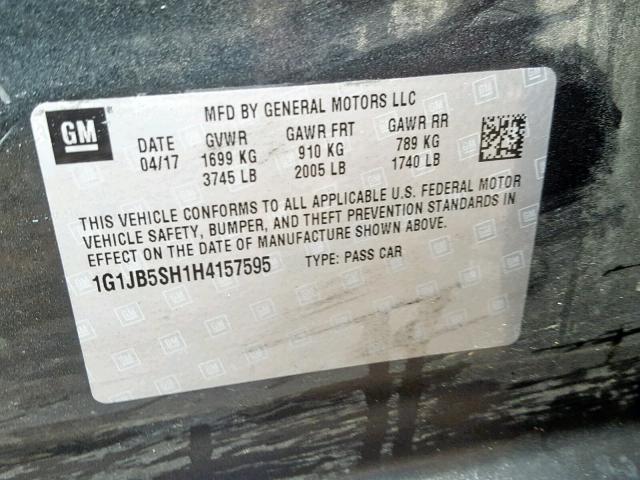 GM
MFD BY GENERAL MOTORS LLC
DATE GVWR GAWR FRT GAWR RR
04/17 1699 KG 910 KG 789 KG
3745 LB 2005 LB 1740 LB
THIS VEHICLE CONFORMS TO ALL APPLICABLE U.S. FEDERAL MOTOR
VEHICLE SAFETY, BUMPER, AND THEFT PREVENTION STANDARDS IN
EFFECT ON THE DATE OF MANUFACTURE SHOWN ABOVE.
1G1JB5SH1H4157595 TYPE: PASS CAR